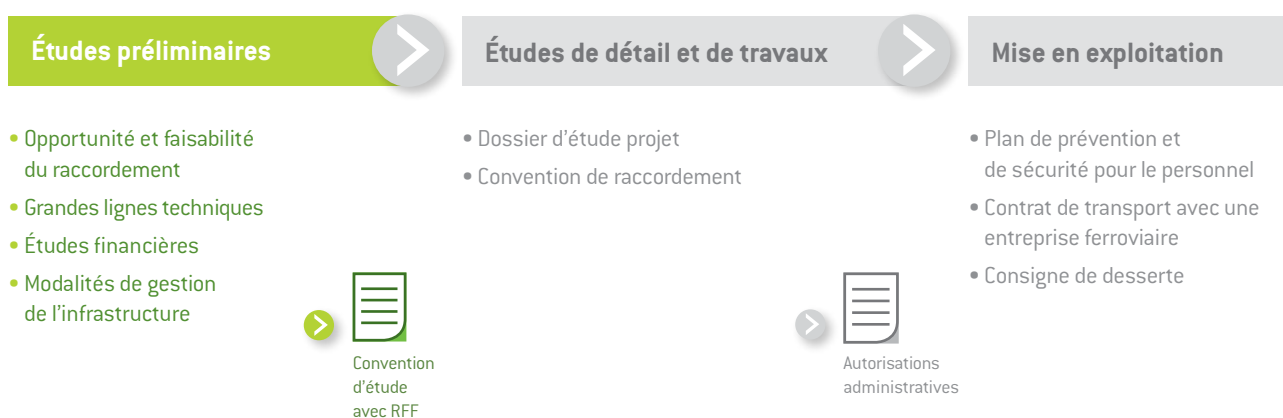 Études préliminaires
Opportunité et faisabilité
du raccordement
• Grandes lignes techniques
• Études financières
• Modalités de gestion
de l'infrastructure
Convention
d'étude
avec RFF
Études de détail et de travaux
• Dossier d'étude projet
• Convention de raccordement
Autorisations
administratives
Mise en exploitation
• Plan de prévention et
de sécurité pour le personnel
• Contrat de transport avec une
entreprise ferroviaire
• Consigne de desserte